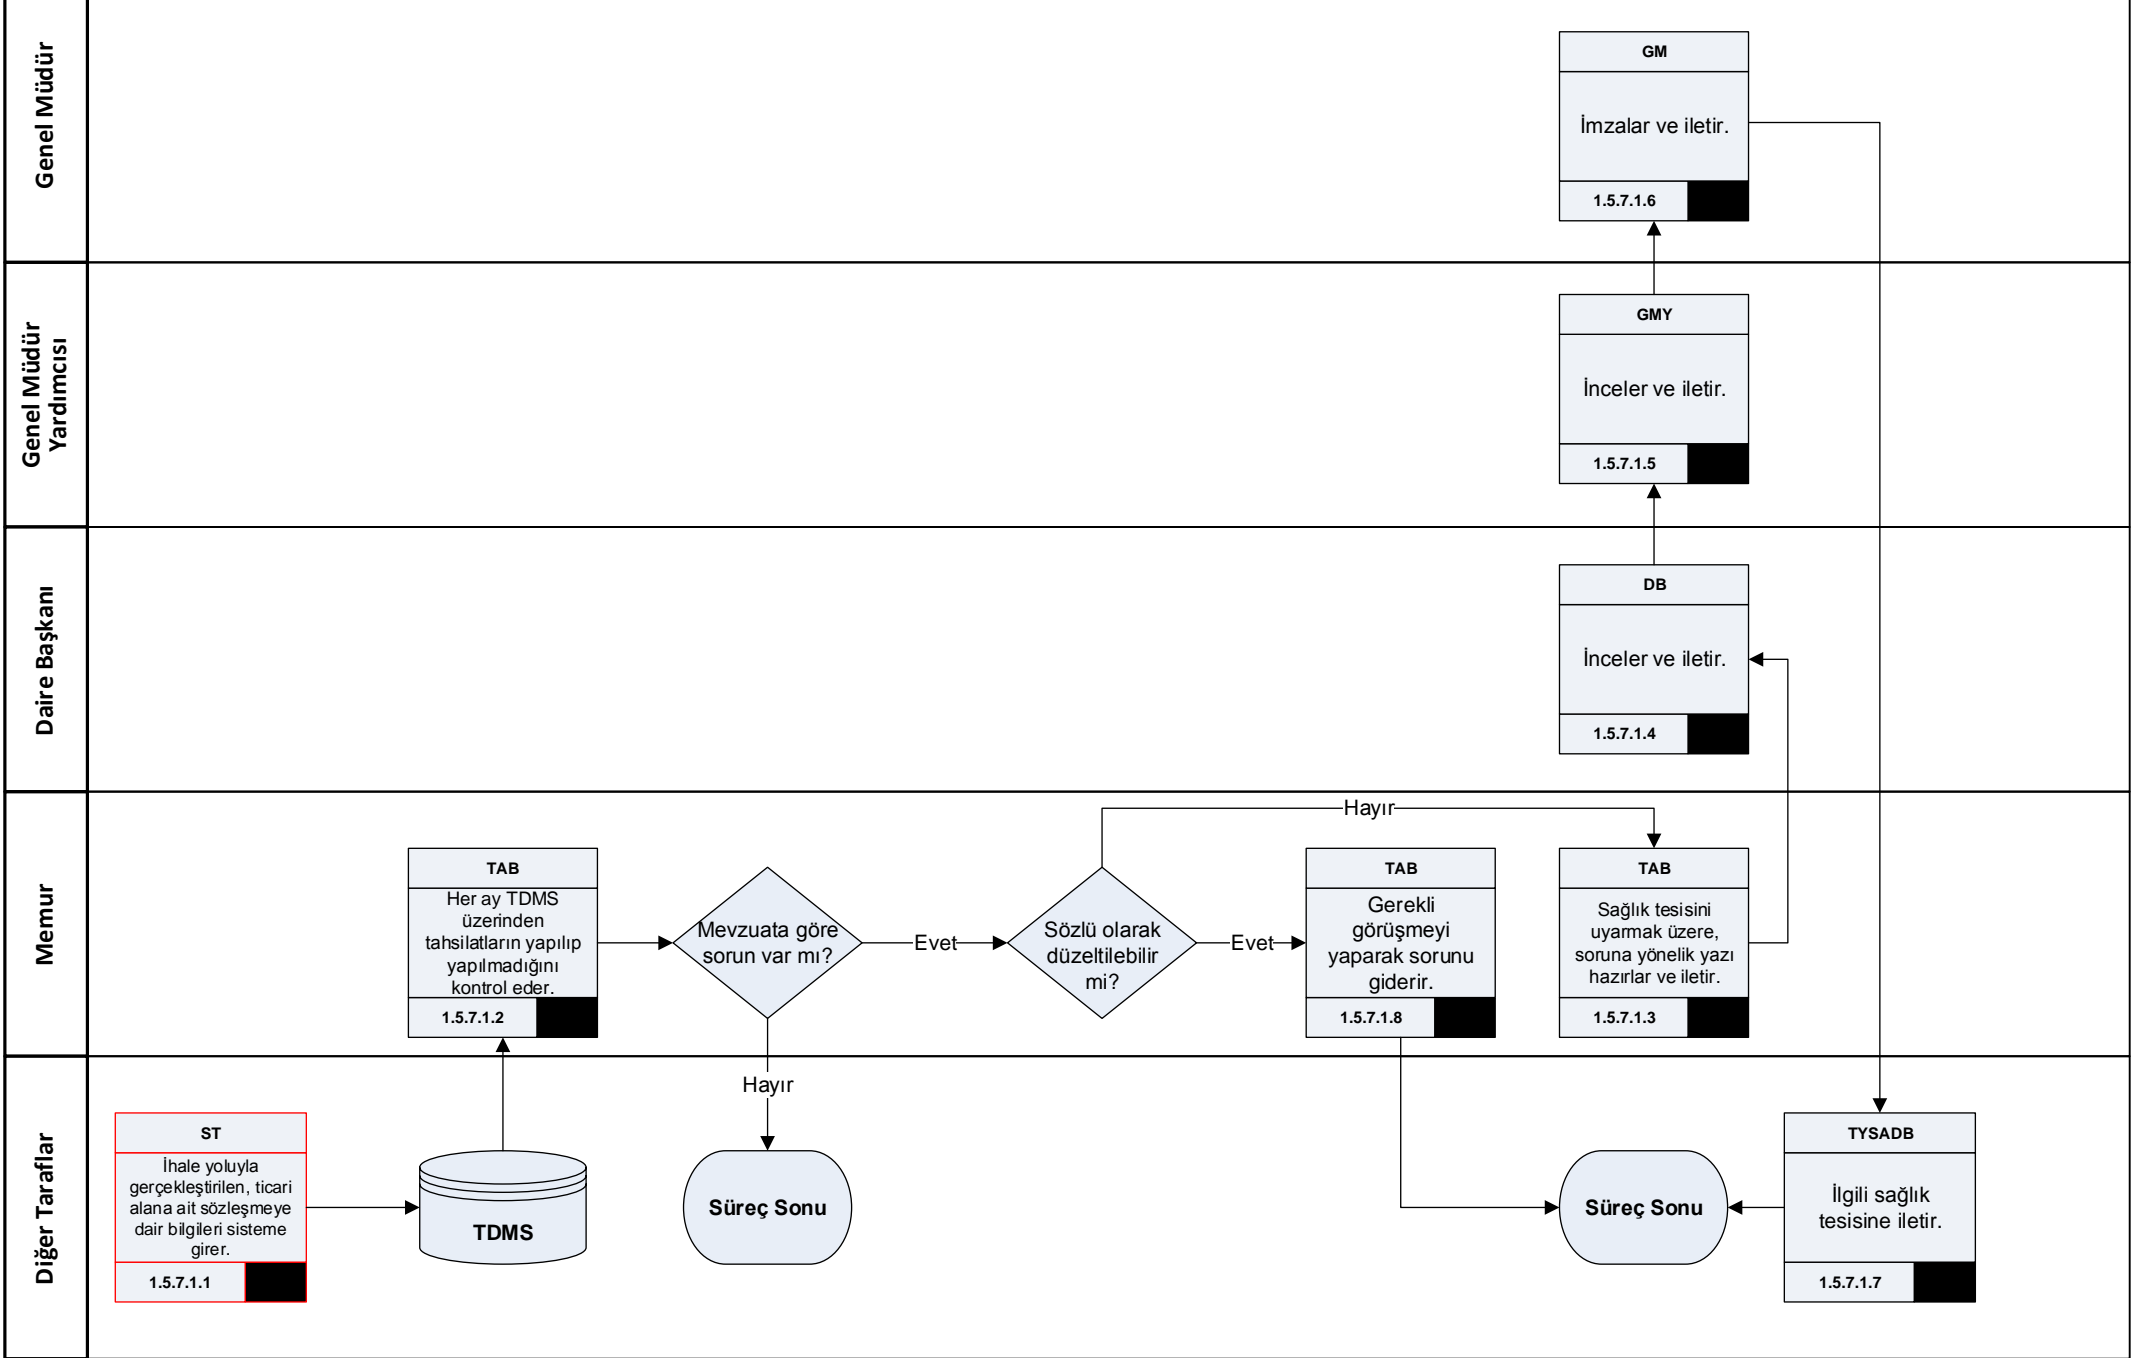 Genel Müdür
GM
İmzalar ve iletir.
1.5.7.1.6
Genel Müdür
Yardımcısı
GMY
İnceler ve iletir.
1.5.7.1.5
Daire Başkanı
DB
İnceler ve iletir.
1.5.7.1.4
Memur
TAB
Her ay TDMS
üzerinden
tahsilatların yapılıp
yapılmadığını
kontrol eder.
1.5.7.1.2
Mevzuata göre
sorun var mı?
Evet
Hayır
Sözlü olarak
düzeltilebilir
mi?
Hayır
Evet
TAB
Gerekli
görüşmeyi
yaparak sorunu
giderir.
1.5.7.1.8
TAB
Sağlık tesisini
uyarmak üzere,
soruna yönelik yazı
hazırlar ve iletir.
1.5.7.1.3
Diğer Taraflar
ST
İhale yoluyla
gerçekleştirilen, ticari
alana ait sözleşmeye
dair bilgileri sisteme
girer.
1.5.7.1.1
TDMS
Süreç Sonu
Süreç Sonu
TYSADB
İlgili sağlık
tesisine iletir.
1.5.7.1.7